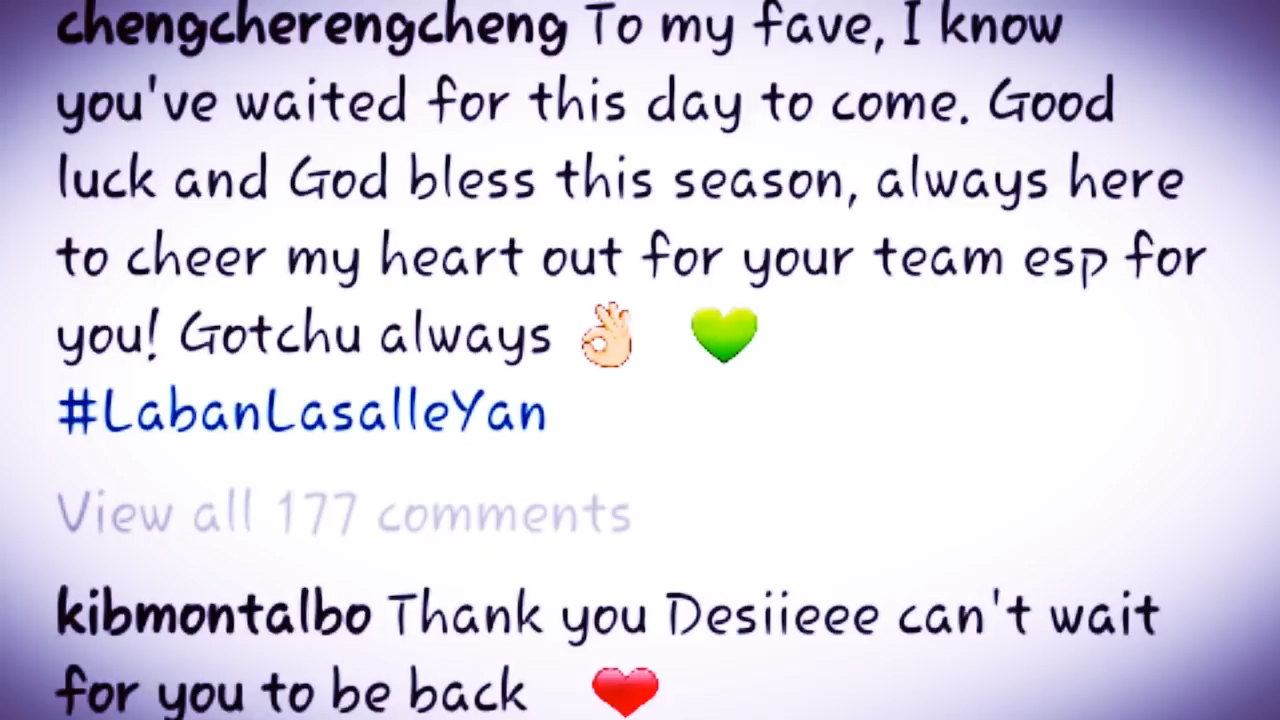 chengcherengcheng To my fave, I know
you've waited for this day to come. Good
luck and God bless this season, always here
to cheer my heart out for your team esp for
you! Gotchu always 👌🏻 💚
#LabanLasalleYan
View all 177 comments
kibmontalbo Thank you Desiieee can't wait
for you to be back ❤️